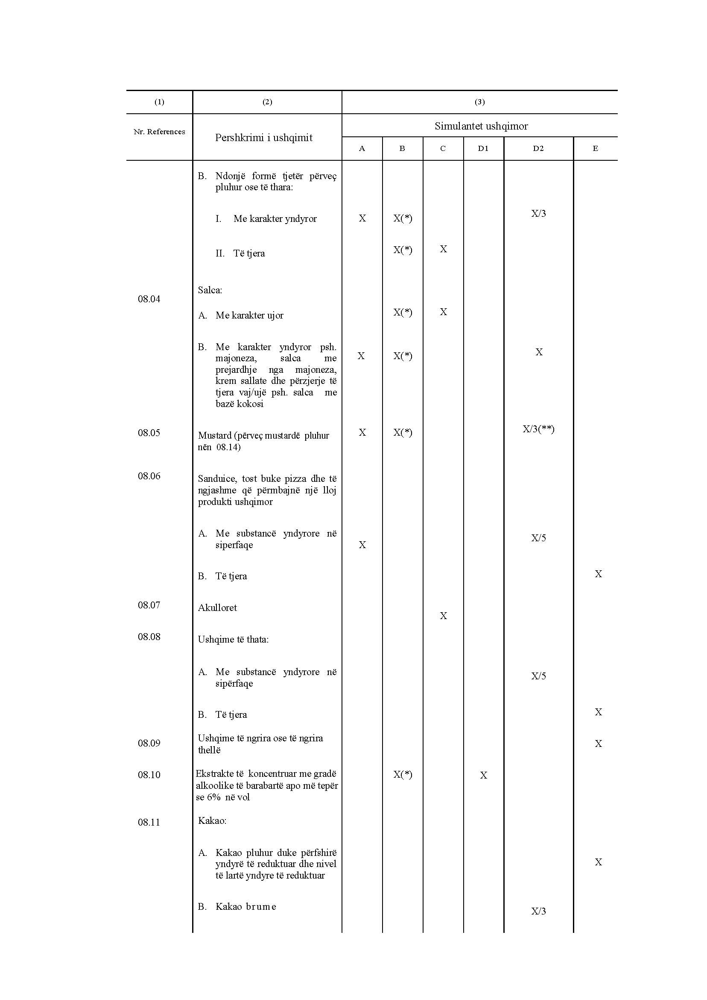 (1) (2) (3)
Nr. References Pershkrimi i ushqimit Simulantet ushqimor
A B C D1 D2 E
B. Ndonjë formë tjetër përveç
pluhur ose të thara:
I. Me karakter yndyror X X(*) X/3
II. Të tjera X(*) X
08.04 Salca:
A. Me karakter ujor X(*) X
B. Me karakter yndyror psh. X X(*) X
majoneza, salca me
prejardhje nga majoneza,
krem sallate dhe përzjerje të
tjera vaj/ujë psh. salca me
bazë kokosi
08.05 Mustard (përveç mustardë pluhur X X(*) X/3(**)
nën 08.14)
08.06 Sanduice, tost buke pizza dhe të
ngjashme që përmbajnë një lloj
produkti ushqimor
A. Me substancë yndyrore në
siperfaqe X X/5
B. Të tjera X
08.07 Akulloret X
08.08 Ushqime të thata:
A. Me substancë yndyrore në X/5
sipërfaqe
B. Të tjera X
08.09 Ushqime të ngrira ose të ngrira X
thellë
08.10 Ekstrakte të koncentruar me gradë X(*) X
alkoolike të barabartë apo më tepër
se 6% në vol
08.11 Kakao:
A. Kakao pluhur duke përfshirë
yndyrë të reduktuar dhe nivel X
të lartë yndyre të reduktuar
B. Kakao brume X/3